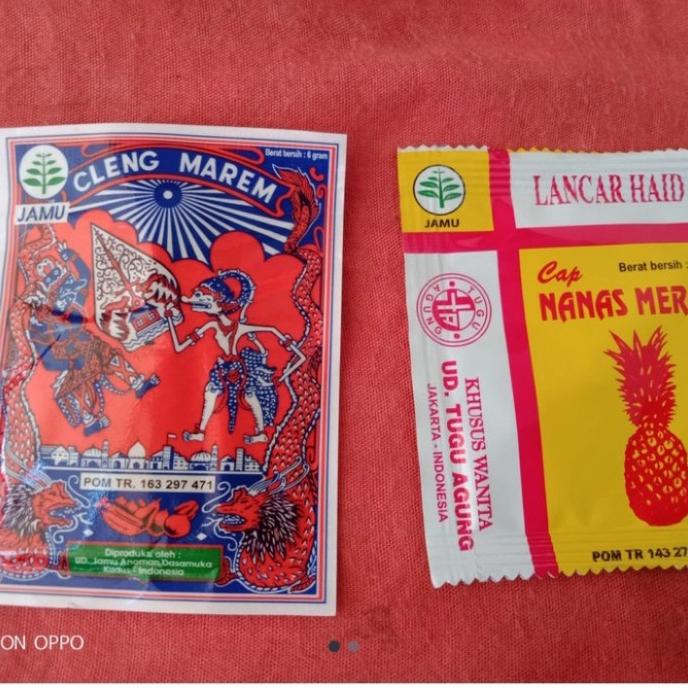 CLENG MAREM
Berat bersih : 6 gram
JAMU
POM TR. 163 297 471
Diproduksi oleh :
UD. Jamu Anoman Dasamuka
Kudus - Indonesia
LANCAR HAID
JAMU
Cap
Berat bersih :
NANAS MER
TUGU
AGUNG
KHUSUS WANITA
UD. TUGU AGUNG
JAKARTA - INDONESIA
POM TR 143 27
ON OPPO